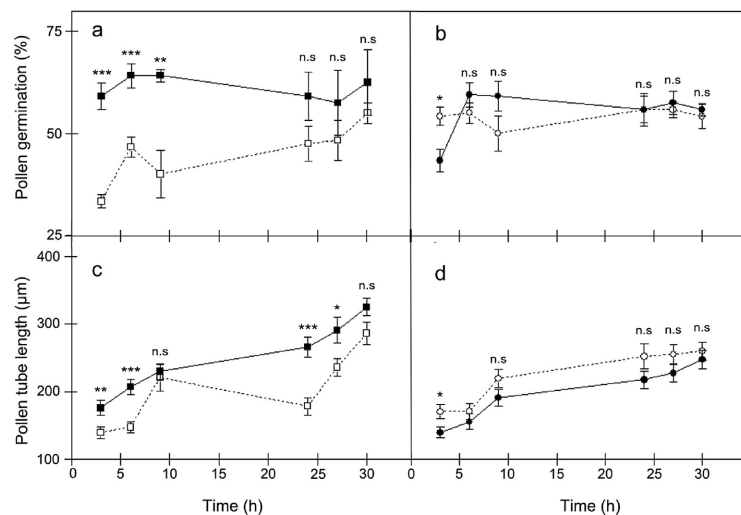 a
b
Pollen germination (%)
75
50
25
***
***
**
n.s
n.s
n.s
*
n.s
n.s
n.s
n.s
n.s
c
d
Pollen tube length (µm)
400
300
200
100
**
***
n.s
***
*
n.s
*
n.s
n.s
n.s
n.s
n.s
0 5 10 15 20 25 30 0 5 10 15 20 25 30
Time (h)
Time (h)